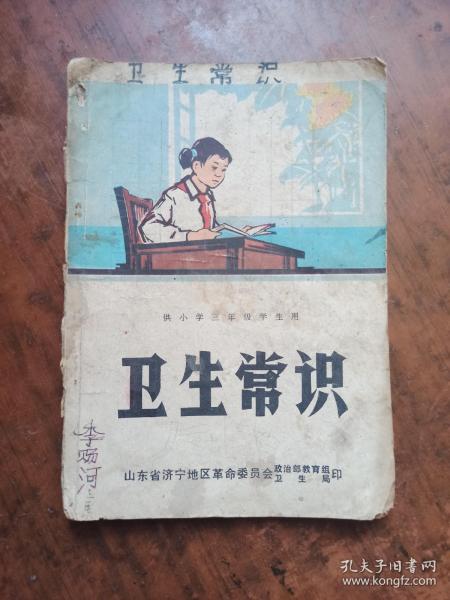 卫生常识
供小学三年级学生用
卫生常识
山东省济宁地区革命委员会政治部教育组卫生局印
李
河
孔夫子旧书网
www.kongfz.com